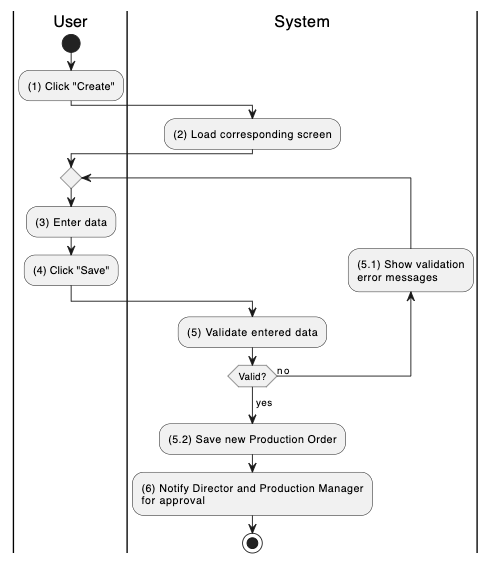 User
System
(1) Click "Create"
(2) Load corresponding screen
(3) Enter data
(4) Click "Save"
(5.1) Show validation
error messages
(5) Validate entered data
Valid?
no
yes
(5.2) Save new Production Order
(6) Notify Director and Production Manager
for approval